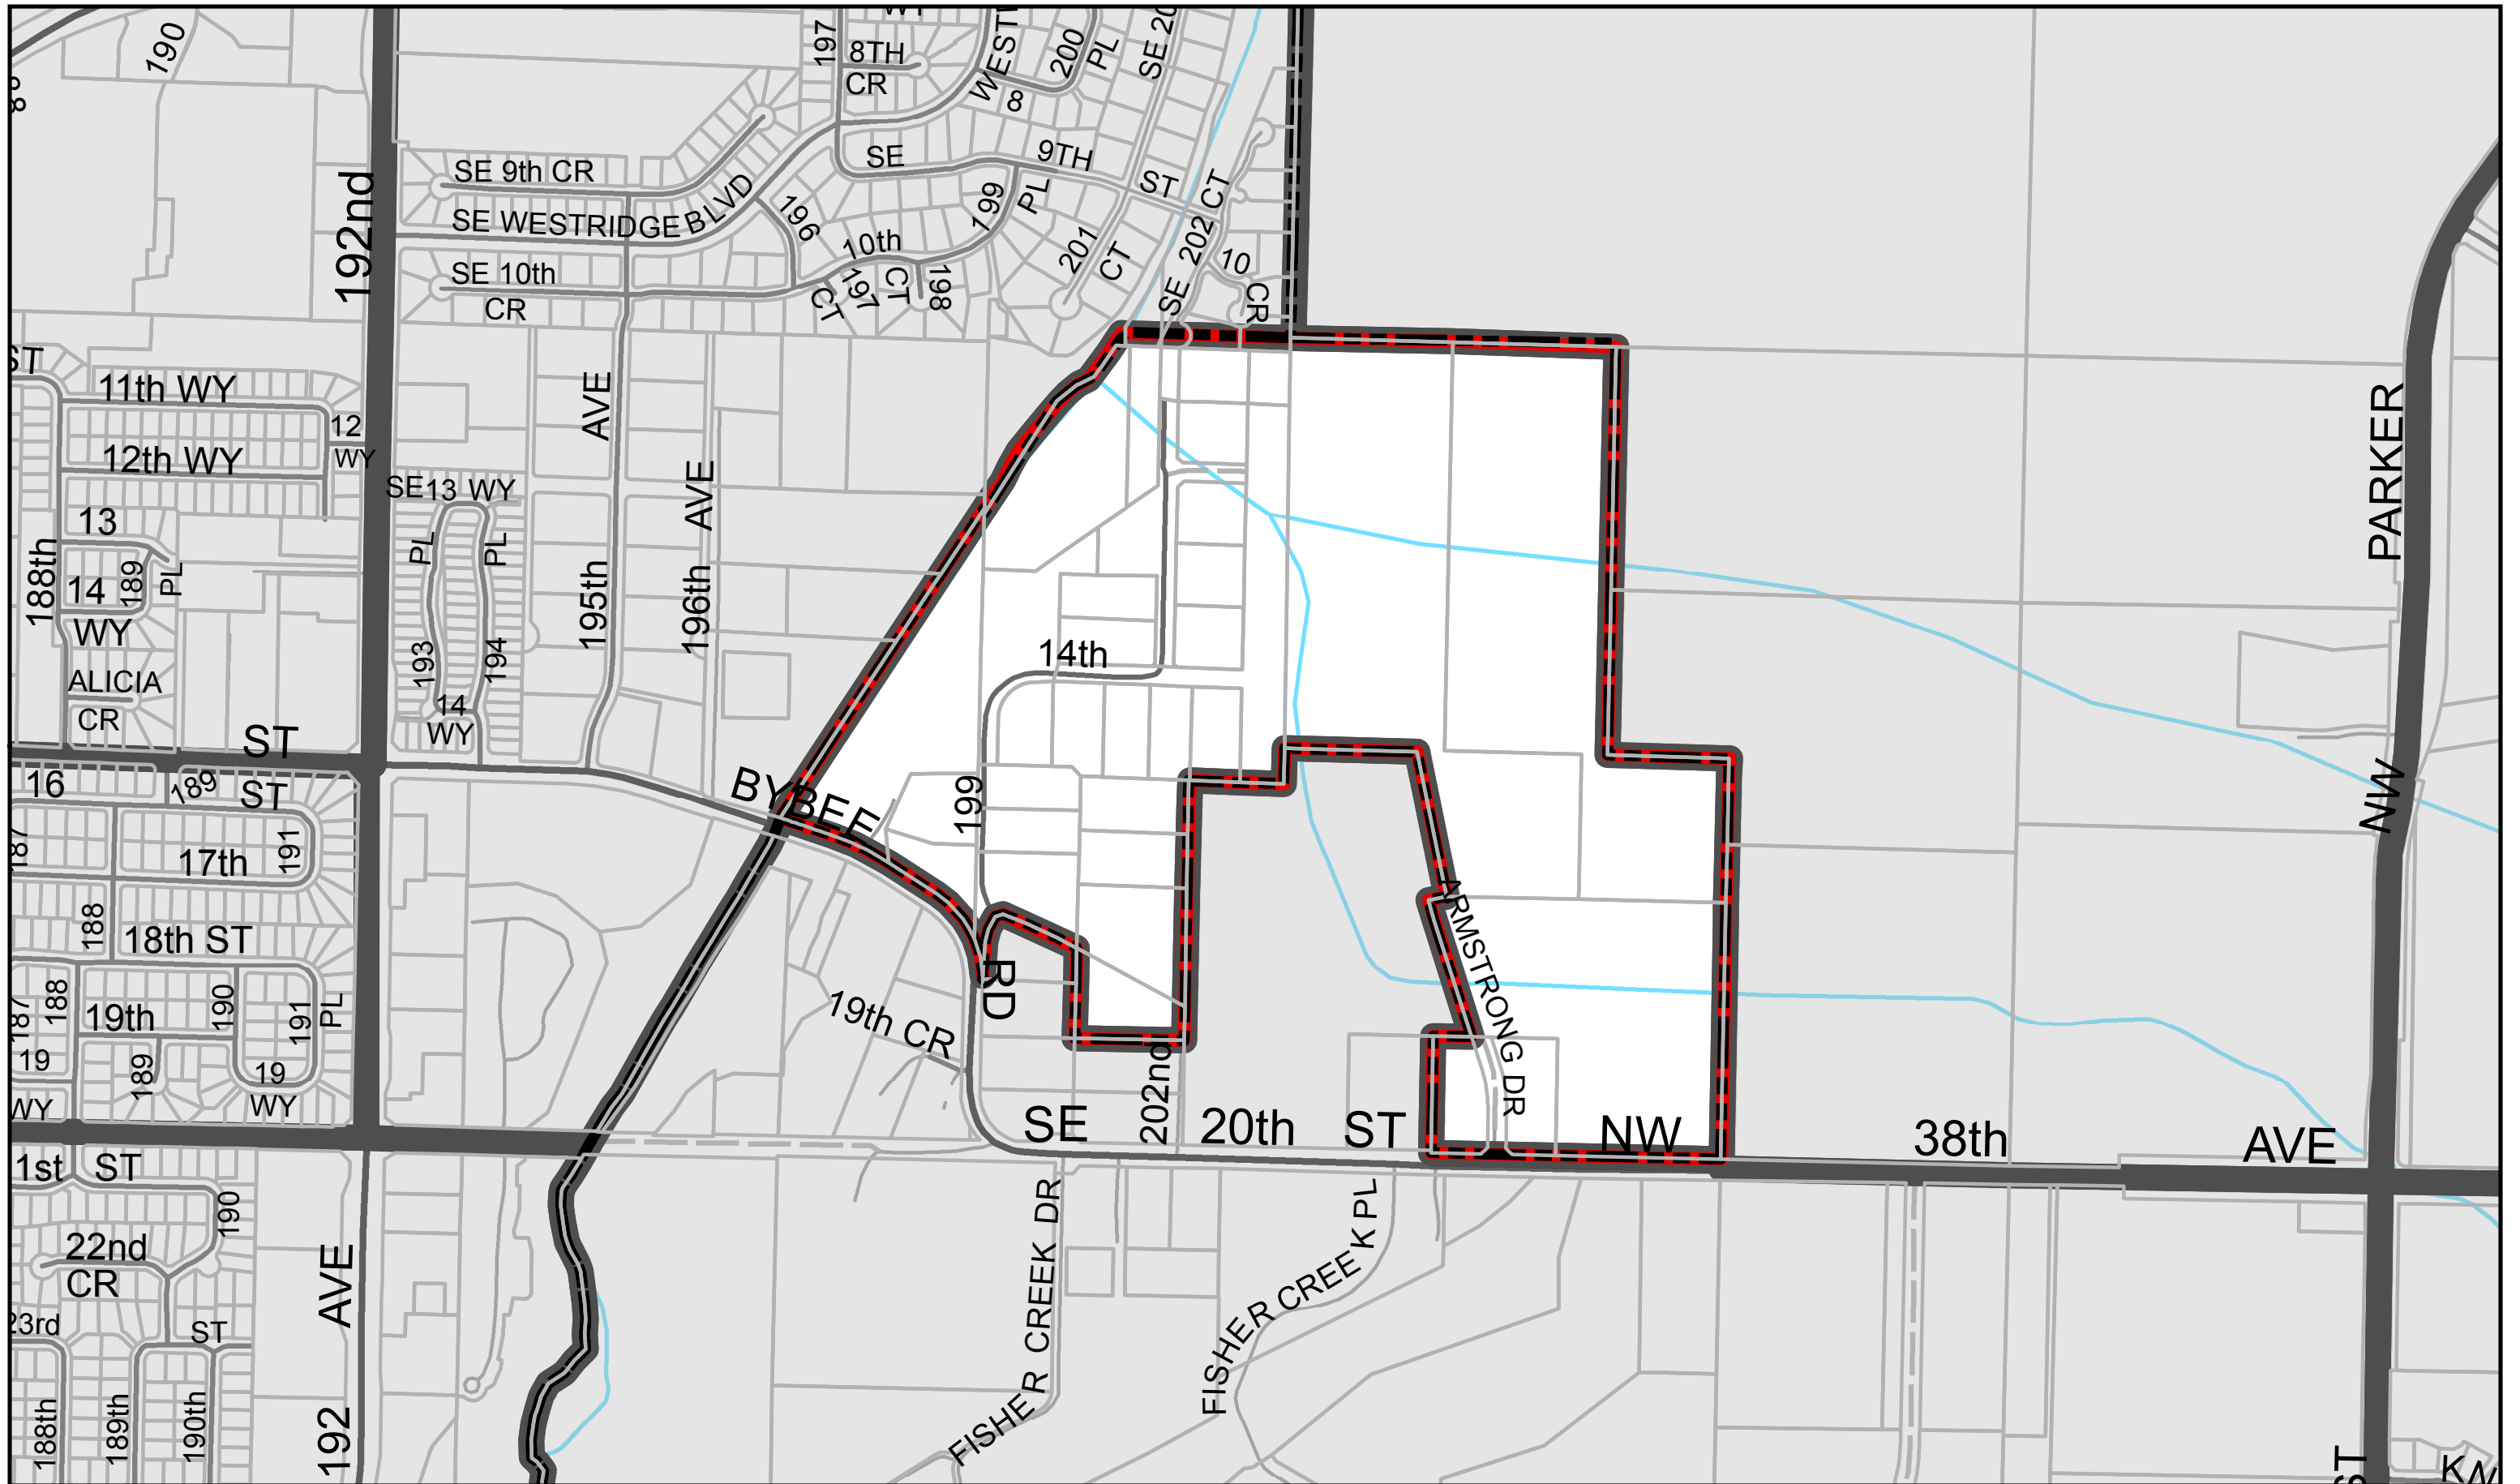 190
197
8TH
CR
WEST
200
PL
SE 20
8
192nd
SE 9th CR
SE WESTRIDGE BLVD
SE 10th
CR
SE
9TH
ST
196
10th
199
PL
201
CT
SE 202 CT
10
CR
197
CT
198
CT
ST
11th WY
12
WY
12th WY
13
188th
14
189
PL
WY
ALICIA
CR
SE 13 WY
PL
PL
193
194
14
WY
AVE
195th
AVE
196th
14th
199
BYBEE
RD
ST
16
189
ST
191
17th
188
18th ST
188
190
191
PL
19th
19
189
19
WY
WY
19th CR
202nd
SE
20th
ST
NW
38th
AVE
ARMSTRONG DR
PARKER
NW
1st
ST
190
22nd
CR
23rd
ST
188th
189th
190th
AVE
192
FISHER CREEK DR
FISHER CREEK PL
ST